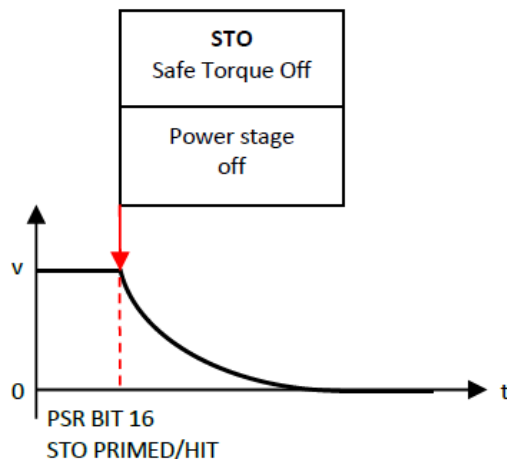 STO
Safe Torque Off
Power stage
off
v
0
t
PSR BIT 16
STO PRIMED/HIT